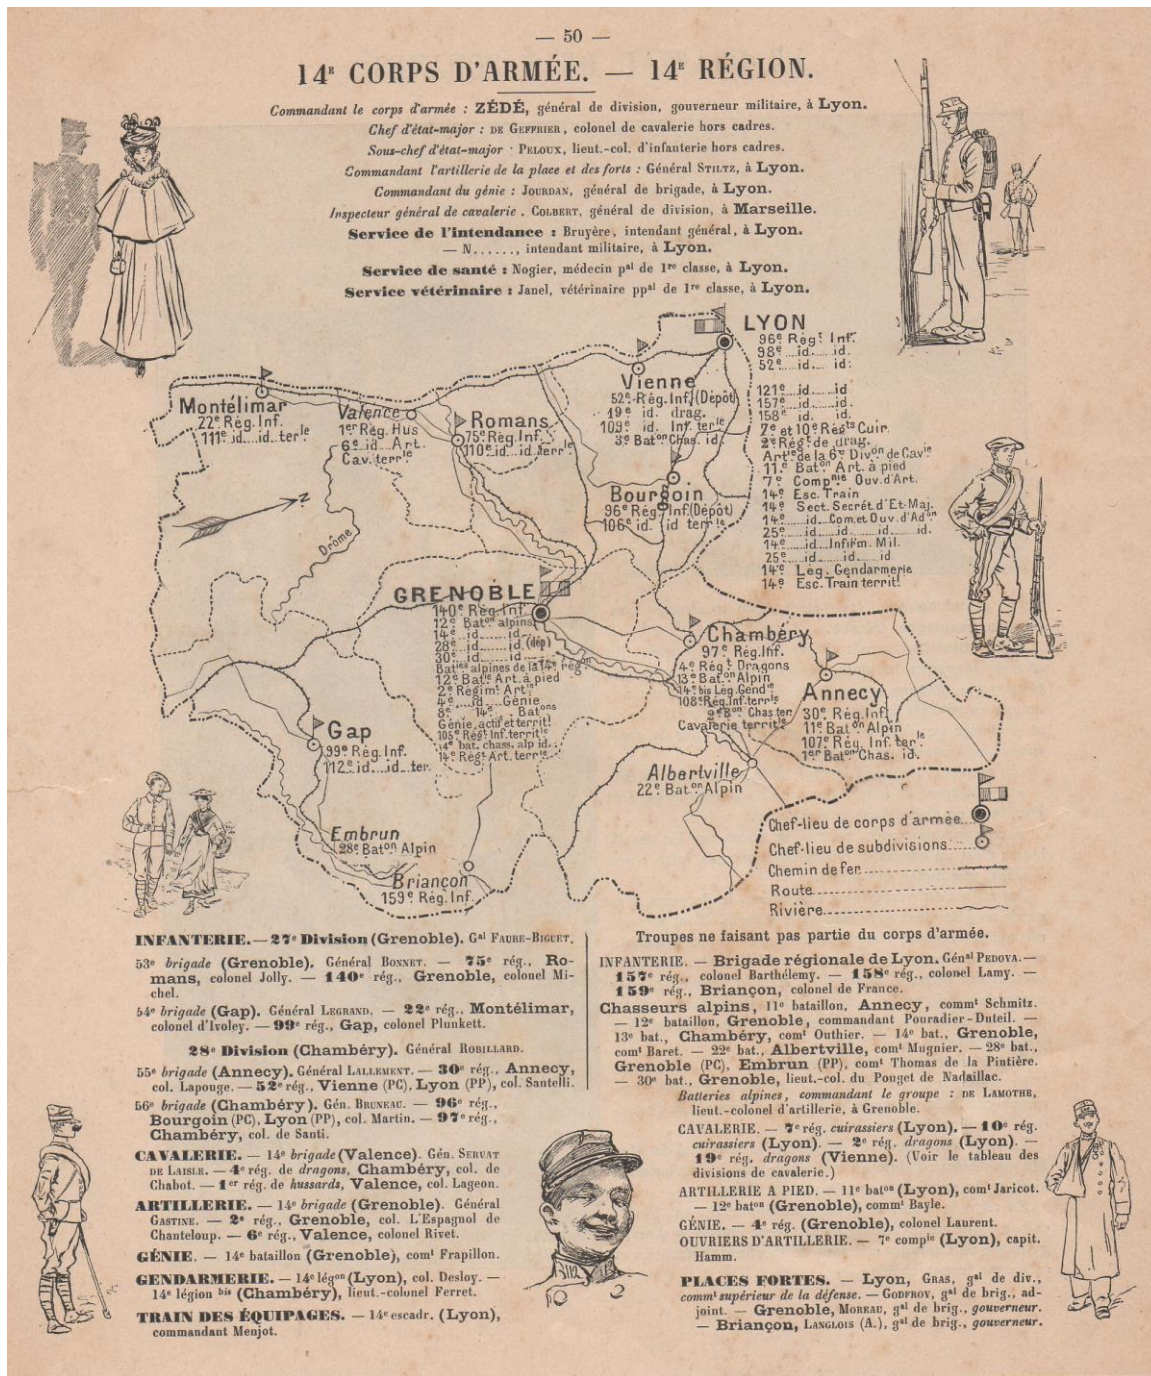 — 50 —
14ᴱ CORPS D'ARMÉE. — 14ᴱ RÉGION.
Commandant le corps d'armée : ZÉDÉ, général de division, gouverneur militaire, à Lyon.
Chef d'état-major : DE GEFFRIER, colonel de cavalerie hors cadres.
Sous-chef d'état-major : PELOUX, lieut.-col. d'infanterie hors cadres.
Commandant l'artillerie de la place et des forts : Général STILTZ, à Lyon.
Commandant du génie : JOURDAN, général de brigade, à Lyon.
Inspecteur général de cavalerie . COLBERT, général de division, à Marseille.
Service de l'intendance : Bruyère, intendant général, à Lyon.
— N......, intendant militaire, à Lyon.
Service de santé : Nogier, médecin pᵃˡ de 1ʳᵉ classe, à Lyon.
Service vétérinaire : Janel, vétérinaire ppᵃˡ de 1ʳᵉ classe, à Lyon.
LYON
96ᵉ Régᵗ Inf.
98ᵉ id. id.
52ᵉ id. id.
121ᵉ id. id
157ᵉ id. id.
158ᵉ id. id.
7ᵉ et 10ᵉ Régᵗˢ Cuir.
2ᵉ Régᵗ de drag.
Artⁱᵉ de la 6ᵉ Divᵒⁿ de Cavⁱᵉ
11ᵉ Batᵒⁿ Art. à pied
7ᵉ Compⁿⁱᵉ Ouv. d'Art.
14ᵉ Esc. Train
14ᵉ Sect. Secrét. d'Et-Maj.
14ᵉ id. Com. et Ouv. d'Adᵒⁿ
25ᵉ id. id. id.
14ᵉ id. Infirm. Mil.
25ᵉ id. id. id
14ᵉ Lég. Gendarmerie
14ᵉ Esc. Train territˡ
Vienne
52ᵉ Rég. Inf. (Dépôt)
19ᵉ id. drag.
109ᵉ id. Inf. terˡᵉ
3ᵉ Batᵒⁿ Chas. id.
Montélimar
22ᵉ Rég. Inf.
111ᵉ id. id. terˡᵉ
Valence
1ᵉʳ Rég. Hus
6ᵉ id. Art.
Cav. terrˡᵉ
Romans
75ᵉ Rég. Inf.
110ᵉ id. id. terrˡᵉ
Bourgoin
96ᵉ Rég. Inf. (Dépôt)
106ᵉ id. id terrˡᵉ
N
Drôme
GRENOBLE
140ᵉ Rég. Inf.
12ᵉ Batᵒⁿ alpins
14ᵉ id. id.
28ᵉ id. id. (dép)
30ᵉ id. id.
Batⁱᵉˢ alpines de la 14ᵉ régᵒⁿ
12ᵉ Batⁱᵉ Art. à pied
2ᵉ Régimᵗ Artⁱᵉ
4ᵉ id. Génie
8ᵉ 14ᵉ Batᵒⁿˢ
Génie actif et territˡ
105ᵉ Régᵗ Inf. territˡᵉ
4ᵉ bat. chass. alp id.
14ᵉ Régᵗ Art. terrˡᵉ
Chambéry
97ᵉ Rég. Inf.
4ᵉ Régᵗ Dragons
13ᵉ Batᵒⁿ Alpin
14ᵉ bis Lég. Gendⁱᵉ
108ᵉ Rég. Inf. terrˡᵉ
2ᵉ Bᵒⁿ Chas ter.
Cavalerie territˡᵉ
Annecy
30ᵉ Rég. Inf.
11ᵉ Batᵒⁿ Alpin
107ᵉ Rég. Inf. terˡᵉ
1ᵉʳ Batᵒⁿ Chas. id.
Gap
99ᵉ Rég. Inf.
112ᵉ id. id. ter.
Albertville
22ᵉ Batᵒⁿ Alpin
Embrun
28ᵉ Batᵒⁿ Alpin
Briançon
159ᵉ Rég. Inf.
Chef-lieu de corps d'armée
Chef-lieu de subdivisions
Chemin de fer
Route
Rivière
INFANTERIE. — 27ᵉ Division (Grenoble). Gᵃˡ FAURE-BIGUET.
53ᵉ brigade (Grenoble). Général BONNET. — 75ᵉ rég., Ro-
mans, colonel Jolly. — 140ᵉ rég., Grenoble, colonel Mi-
chel.
54ᵉ brigade (Gap). Général LEGRAND. — 22ᵉ rég., Montélimar,
colonel d'Ivoley. — 99ᵉ rég., Gap, colonel Plunkett.
28ᵉ Division (Chambéry). Général ROBILLARD.
55ᵉ brigade (Annecy). Général LALLEMENT. — 30ᵉ rég., Annecy,
col. Lapouge. — 52ᵉ rég., Vienne (PC), Lyon (PP), col. Santelli.
56ᵉ brigade (Chambéry). Gén. BRUNEAU. — 96ᵉ rég.,
Bourgoin (PC), Lyon (PP), col. Martin. — 97ᵉ rég.,
Chambéry, col. de Santi.
CAVALERIE. — 14ᵉ brigade (Valence). Gén. SERVAT
DE LAISLE. — 4ᵉ rég. de dragons, Chambéry, col. de
Chabot. — 1ᵉʳ rég. de hussards, Valence, col. Lageon.
ARTILLERIE. — 14ᵉ brigade (Grenoble). Général
GASTINE. — 2ᵉ rég., Grenoble, col. L'Espagnol de
Chanteloup. — 6ᵉ rég., Valence, colonel Rivet.
GÉNIE. — 14ᵉ bataillon (Grenoble), comᵗ Frapillon.
GENDARMERIE. — 14ᵉ légᵒⁿ (Lyon), col. Desloy. —
14ᵉ légion ᵇⁱˢ (Chambéry), lieut.-colonel Ferret.
TRAIN DES ÉQUIPAGES. — 14ᵉ escadr. (Lyon),
commandant Menjot.
Troupes ne faisant pas partie du corps d'armée.
INFANTERIE. — Brigade régionale de Lyon. Génᵃˡ PEDOVA. —
157ᵉ rég., colonel Barthélemy. — 158ᵉ rég., colonel Lamy. —
159ᵉ rég., Briançon, colonel de France.
Chasseurs alpins, 11ᵉ bataillon, Annecy, commᵗ Schmitz.
— 12ᵉ bataillon, Grenoble, commandant Pouradier-Duteil. —
13ᵉ bat., Chambéry, comᵗ Outhier. — 14ᵉ bat., Grenoble,
comᵗ Baret. — 22ᵉ bat., Albertville, comᵗ Mugnier. — 28ᵉ bat.,
Grenoble (PC), Embrun (PP), comᵗ Thomas de la Pintière.
— 30ᵉ bat., Grenoble, lieut.-col. du Pouget de Nadaillac.
Batteries alpines, commandant le groupe : DE LAMOTHE,
lieut.-colonel d'artillerie, à Grenoble.
CAVALERIE. — 7ᵉ rég. cuirassiers (Lyon). — 10ᵉ rég.
cuirassiers (Lyon). — 2ᵉ rég. dragons (Lyon). —
19ᵉ rég. dragons (Vienne). (Voir le tableau des
divisions de cavalerie.)
ARTILLERIE A PIED. — 11ᵉ batᵒⁿ (Lyon), comᵗ Jaricot.
— 12ᵉ batᵒⁿ (Grenoble), commᵗ Bayle.
GÉNIE. — 4ᵉ rég. (Grenoble), colonel Laurent.
OUVRIERS D'ARTILLERIE. — 7ᵉ compⁱᵉ (Lyon), capit.
Hamm.
PLACES FORTES. — Lyon, GRAS, gᵃˡ de div.,
commᵗ supérieur de la défense. — GODFROY, gᵃˡ de brig., ad-
joint. — Grenoble, MOREAU, gᵃˡ de brig., gouverneur.
— Briançon, LANGLOIS (A.), gᵃˡ de brig., gouverneur.
112